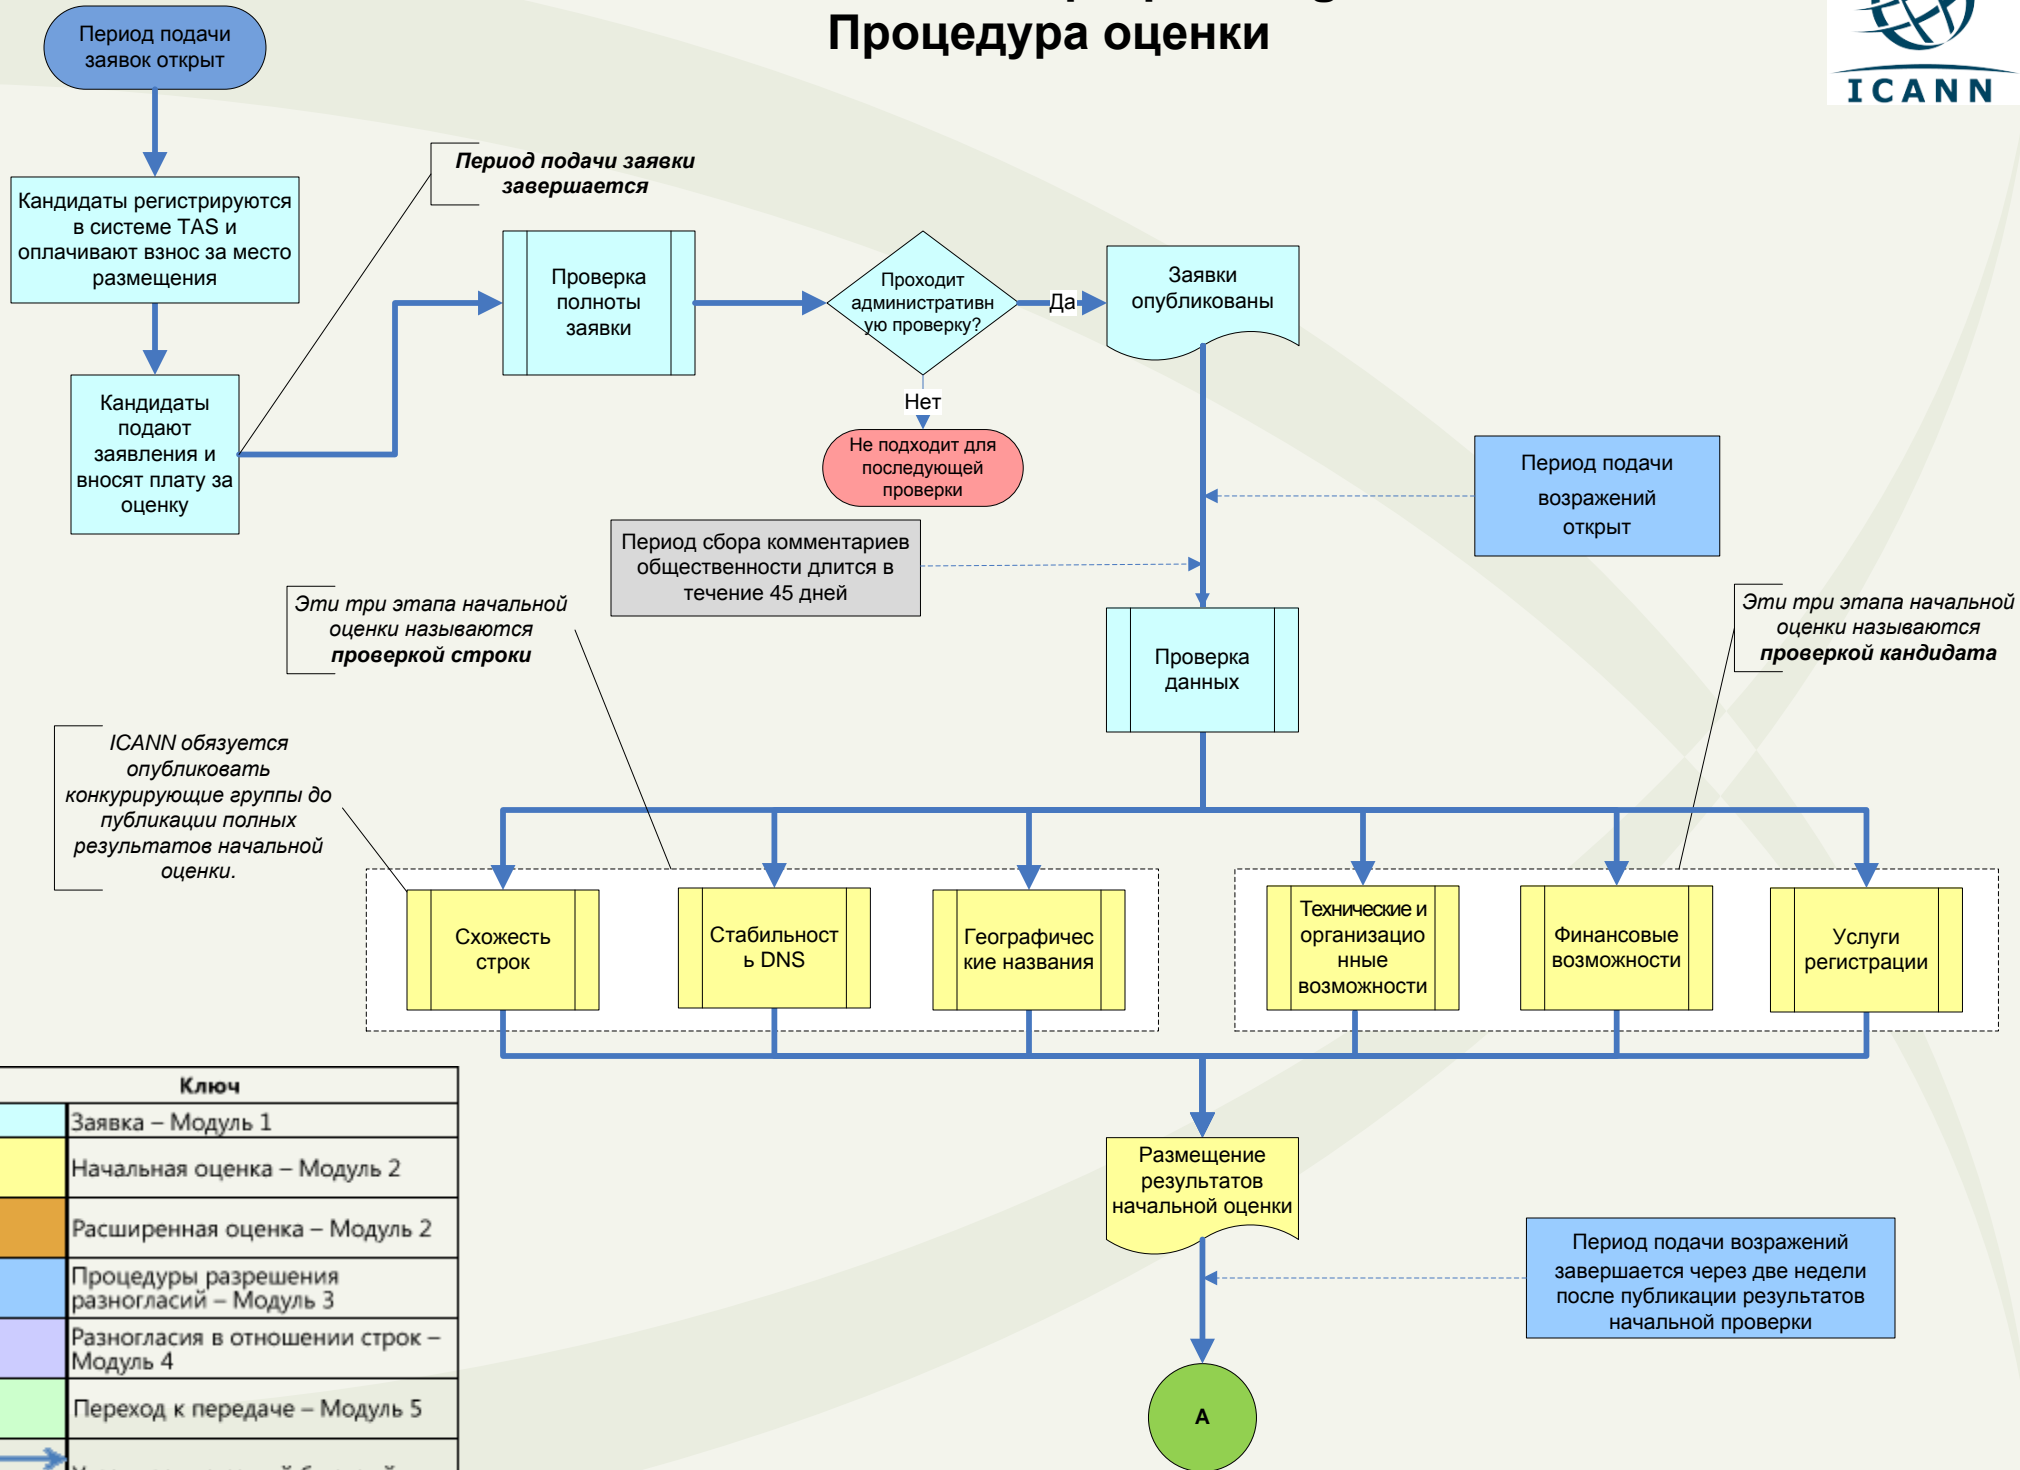 Процедура оценки
ICANN
Период подачи
заявок открыт
Период подачи заявки
завершается
Кандидаты регистрируются
в системе TAS и
оплачивают взнос за место
размещения
Проверка
полноты
заявки
Проходит
административн
ую проверку?
Да
Заявки
опубликованы
Нет
Не подходит для
последующей
проверки
Кандидаты
подают
заявления и
вносят плату за
оценку
Период подачи
возражений
открыт
Период сбора комментариев
общественности длится в
течение 45 дней
Эти три этапа начальной
оценки называются
проверкой строки
Эти три этапа начальной
оценки называются
проверкой кандидата
Проверка
данных
ICANN обязуется
опубликовать
конкурирующие группы до
публикации полных
результатов начальной
оценки.
Схожесть
строк
Стабильност
ь DNS
Географичес
кие названия
Технические и
организацио
нные
возможности
Финансовые
возможности
Услуги
регистрации
Размещение
результатов
начальной оценки
Период подачи возражений
завершается через две недели
после публикации результатов
начальной проверки
A
Ключ
Заявка – Модуль 1
Начальная оценка – Модуль 2
Расширенная оценка – Модуль 2
Процедуры разрешения
разногласий – Модуль 3
Разногласия в отношении строк –
Модуль 4
Переход к передаче – Модуль 5